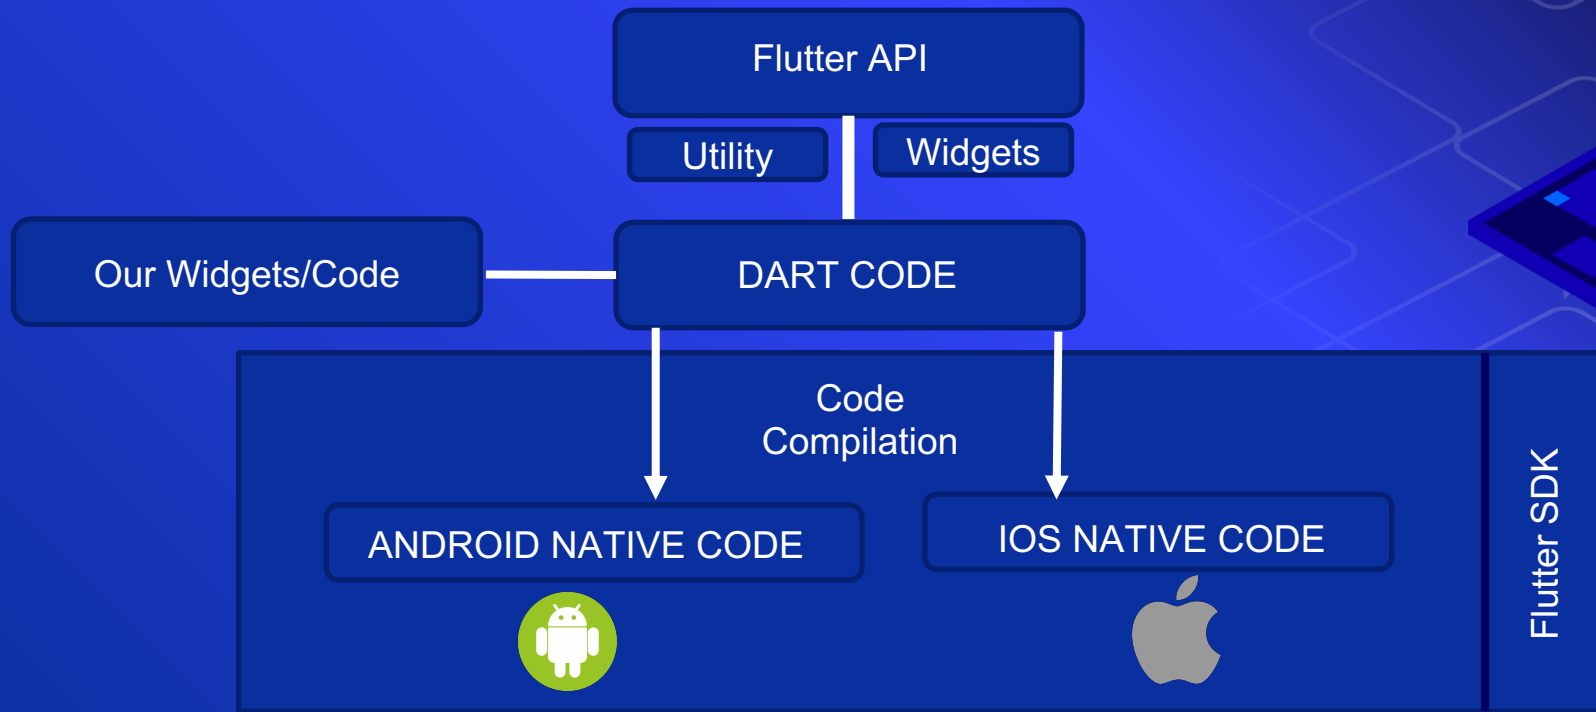 Flutter API
Utility
Widgets
Our Widgets/Code
DART CODE
Code
Compilation
ANDROID NATIVE CODE
IOS NATIVE CODE
Flutter SDK